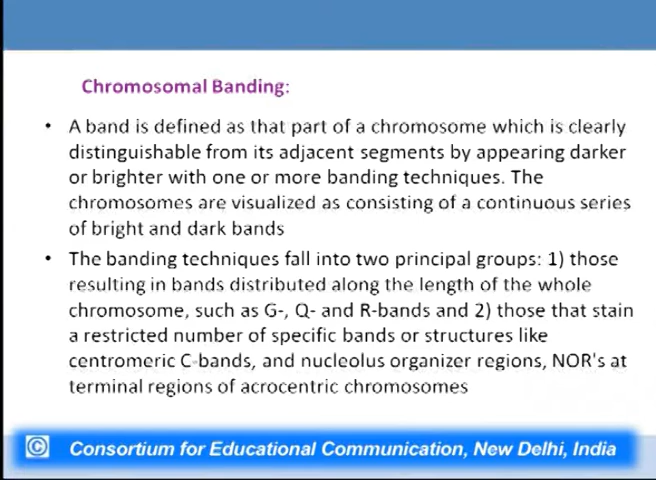 Chromosomal Banding:
• A band is defined as that part of a chromosome which is clearly
distinguishable from its adjacent segments by appearing darker
or brighter with one or more banding techniques. The
chromosomes are visualized as consisting of a continuous series
of bright and dark bands
• The banding techniques fall into two principal groups: 1) those
resulting in bands distributed along the length of the whole
chromosome, such as G-, Q- and R-bands and 2) those that stain
a restricted number of specific bands or structures like
centromeric C-bands, and nucleolus organizer regions, NOR's at
terminal regions of acrocentric chromosomes
© Consortium for Educational Communication, New Delhi, India